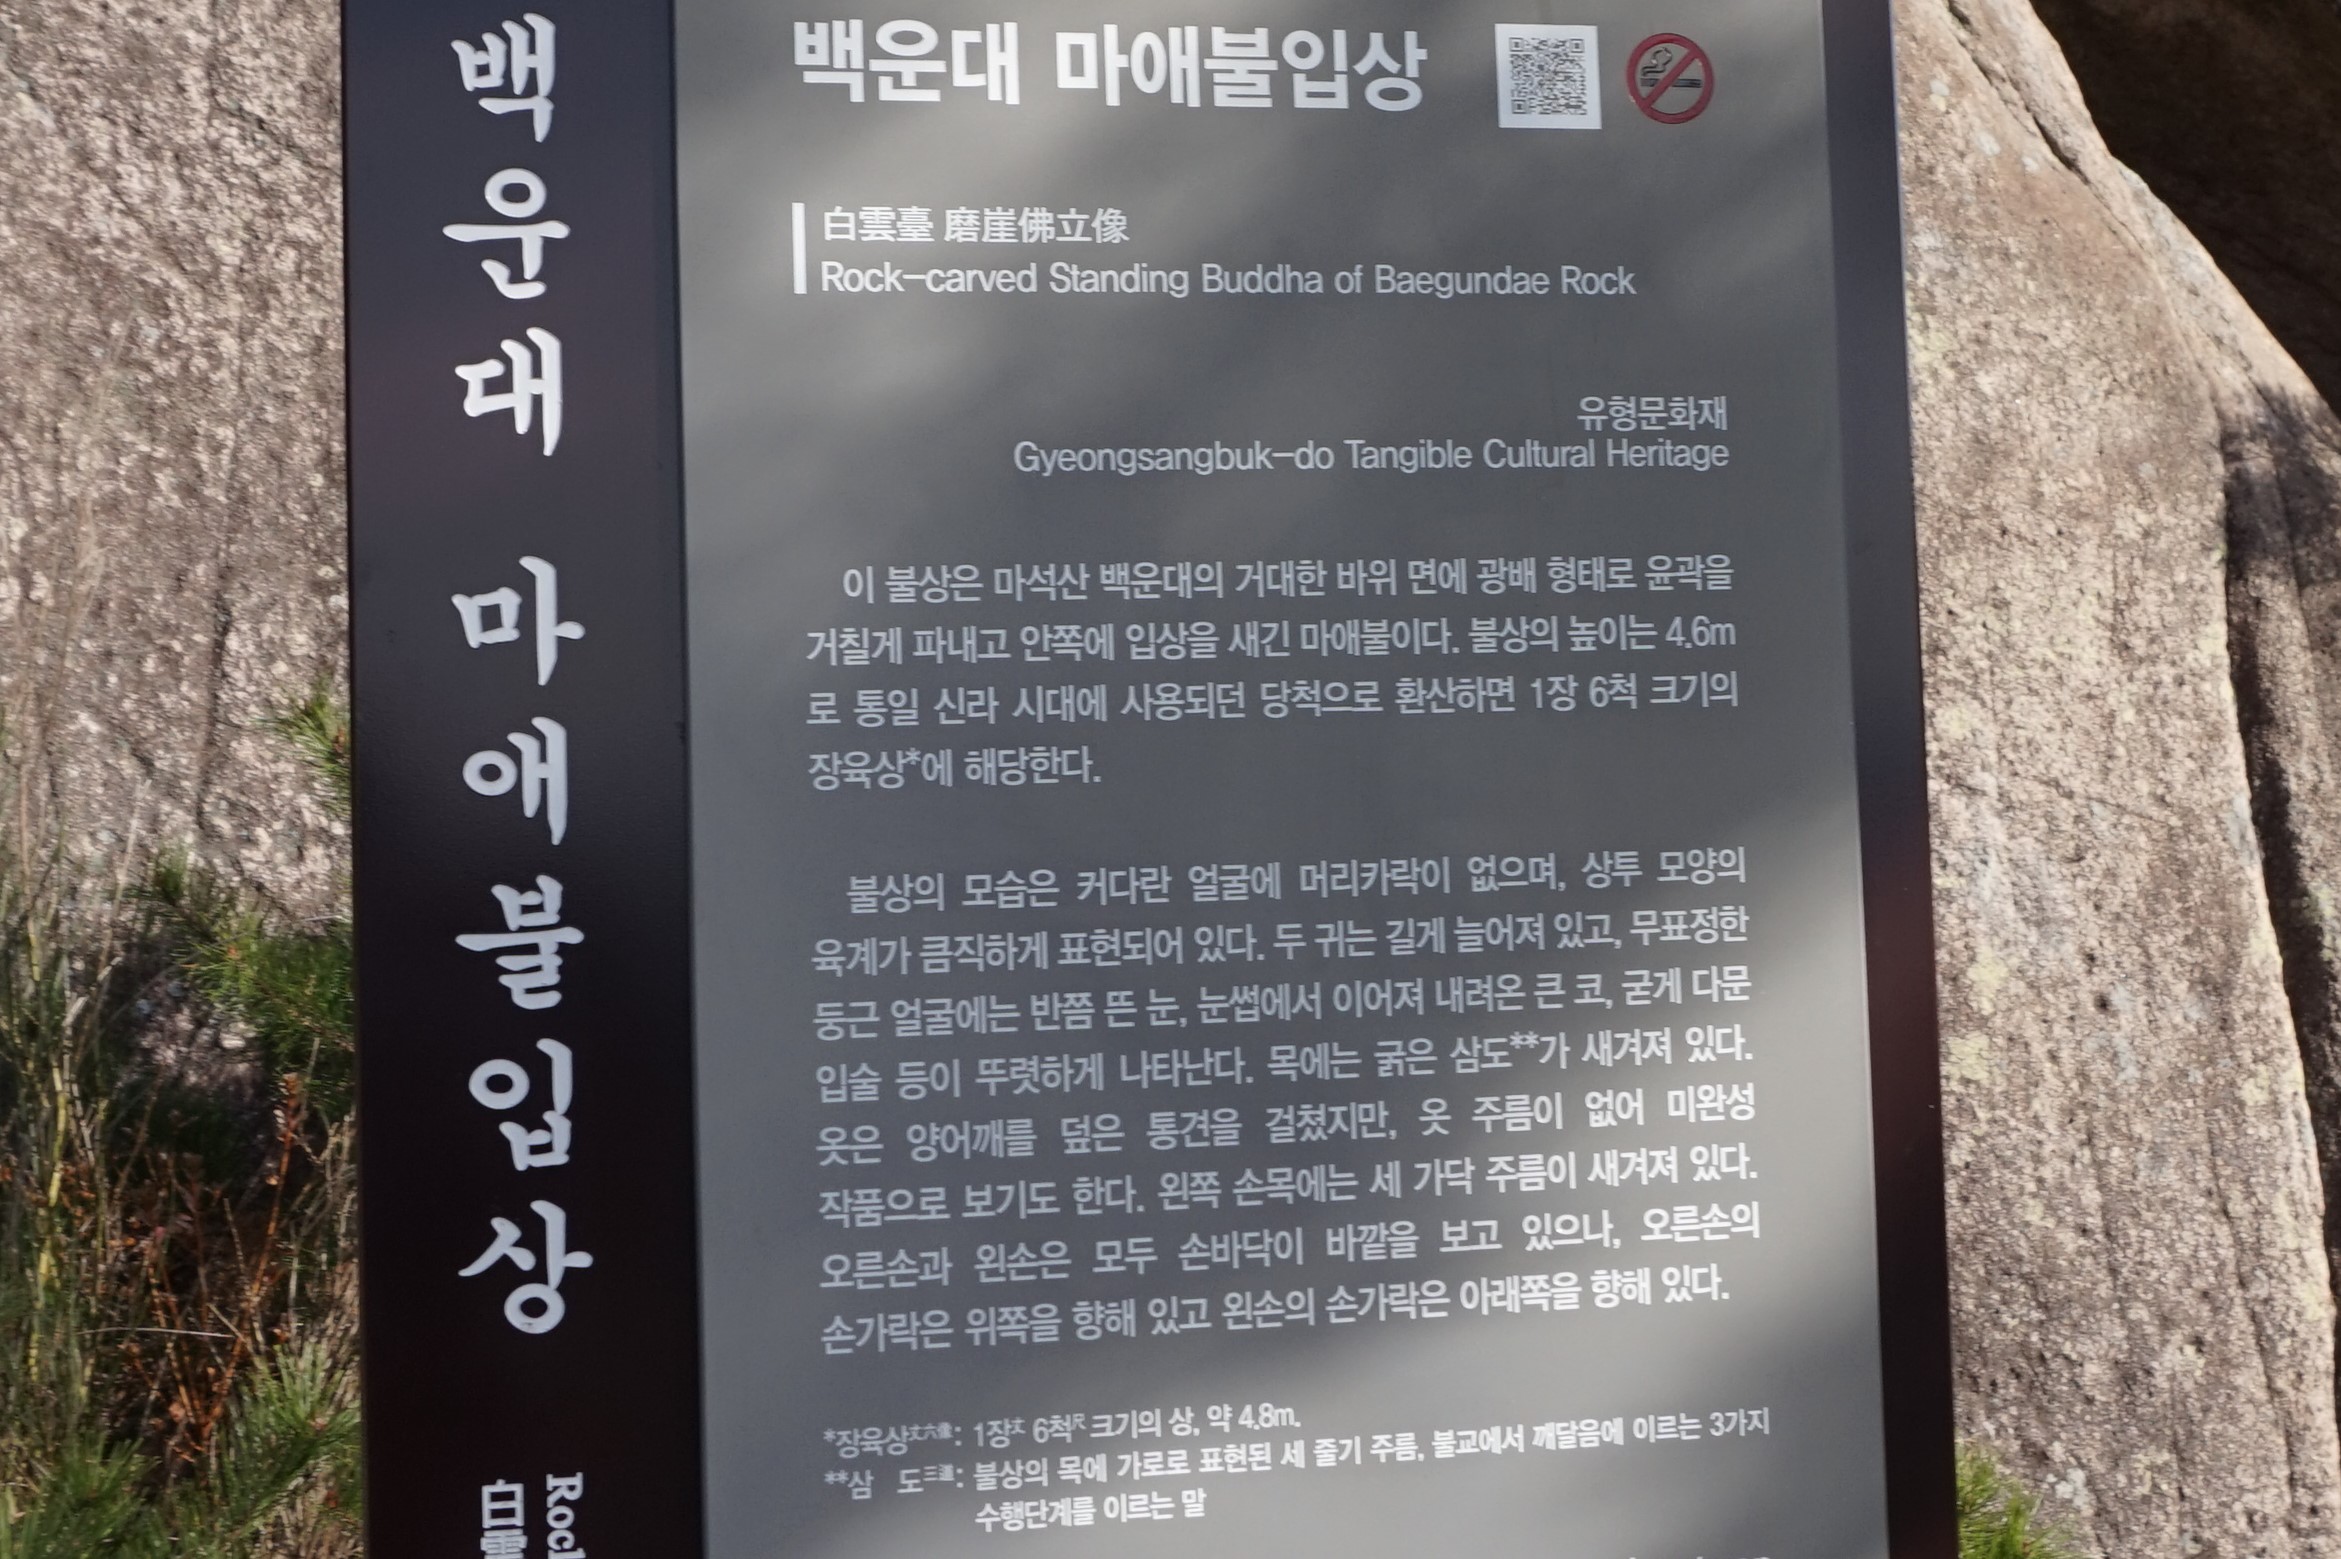 백운대 마애불입상
白雲
Rocl
백운대 마애불입상
白雲臺 磨崖佛立像
Rock-carved Standing Buddha of Baegundae Rock
유형문화재
Gyeongsangbuk-do Tangible Cultural Heritage
이 불상은 마석산 백운대의 거대한 바위 면에 광배 형태로 윤곽을
거칠게 파내고 안쪽에 입상을 새긴 마애불이다. 불상의 높이는 4.6m
로 통일 신라 시대에 사용되던 당척으로 환산하면 1장 6척 크기의
장육상*에 해당한다.
불상의 모습은 커다란 얼굴에 머리카락이 없으며, 상투 모양의
육계가 큼직하게 표현되어 있다. 두 귀는 길게 늘어져 있고, 무표정한
둥근 얼굴에는 반쯤 뜬 눈, 눈썹에서 이어져 내려온 큰 코, 굳게 다문
입술 등이 뚜렷하게 나타난다. 목에는 굵은 삼도**가 새겨져 있다.
옷은 양어깨를 덮은 통견을 걸쳤지만, 옷 주름이 없어 미완성
작품으로 보기도 한다. 왼쪽 손목에는 세 가닥 주름이 새겨져 있다.
오른손과 왼손은 모두 손바닥이 바깥을 보고 있으나, 오른손의
손가락은 위쪽을 향해 있고 왼손의 손가락은 아래쪽을 향해 있다.
*장육상丈六像: 1장丈 6척尺 크기의 상, 약 4.8m.
**삼 도三道: 불상의 목에 가로로 표현된 세 줄기 주름, 불교에서 깨달음에 이르는 3가지
수행단계를 이르는 말